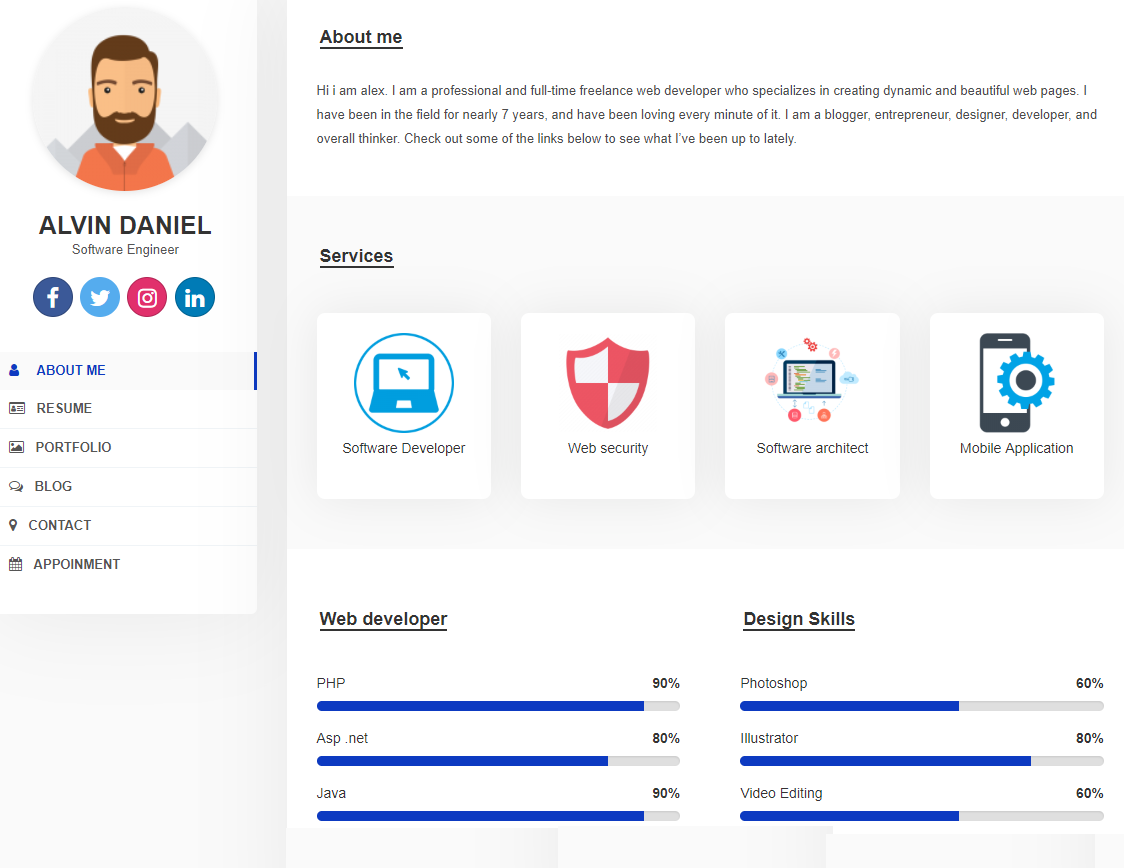 ALVIN DANIEL
Software Engineer
ABOUT ME
RESUME
PORTFOLIO
BLOG
CONTACT
APPOINMENT
About me
Hi i am alex. I am a professional and full-time freelance web developer who specializes in creating dynamic and beautiful web pages. I
have been in the field for nearly 7 years, and have been loving every minute of it. I am a blogger, entrepreneur, designer, developer, and
overall thinker. Check out some of the links below to see what I’ve been up to lately.
Services
Software Developer
Web security
Software architect
Mobile Application
Web developer
PHP 90%
Asp .net 80%
Java 90%
Design Skills
Photoshop 60%
Illustrator 80%
Video Editing 60%